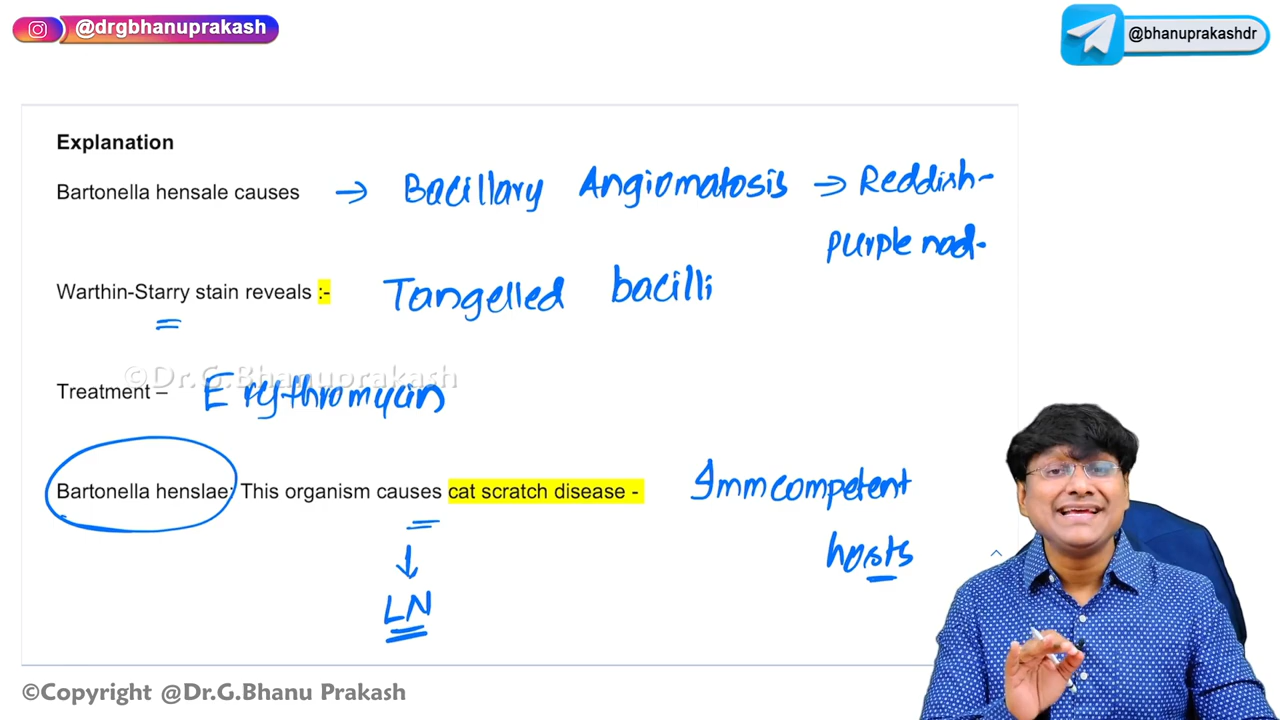 @drgbhanuprakash
@bhanuprakashdr
Explanation
Bartonella hensale causes → Bacillary Angiomatosis → Reddish-
purple nod-
Warthin-Starry stain reveals :- Tangelled bacilli
©Dr.G.Bhanuprakash
Treatment – Erythromycin
Bartonella henslae: This organism causes cat scratch disease - Immcompetent
hosts
↓
LN
©Copyright @Dr.G.Bhanu Prakash